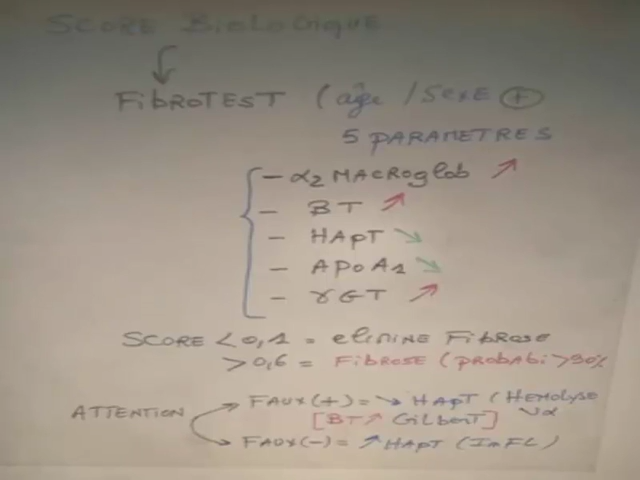 SCORE BIOLOGIQUE
FIBROTEST (âge / SEXE +
5 PARAMETRES
- α2 MACROglob ↗
- BT ↗
- HAPT ↘
- APOA1 ↘
- γGT ↗
SCORE < 0,1 = elimine FIBROSE
> 0,6 = FIBROSE (PROBABI > 90%
ATTENTION
FAUX (+) = ↘ HAPT (HEMOLYSE
[BT ↗ GILBERT]
FAUX (-) = ↗ HAPT (INFL)